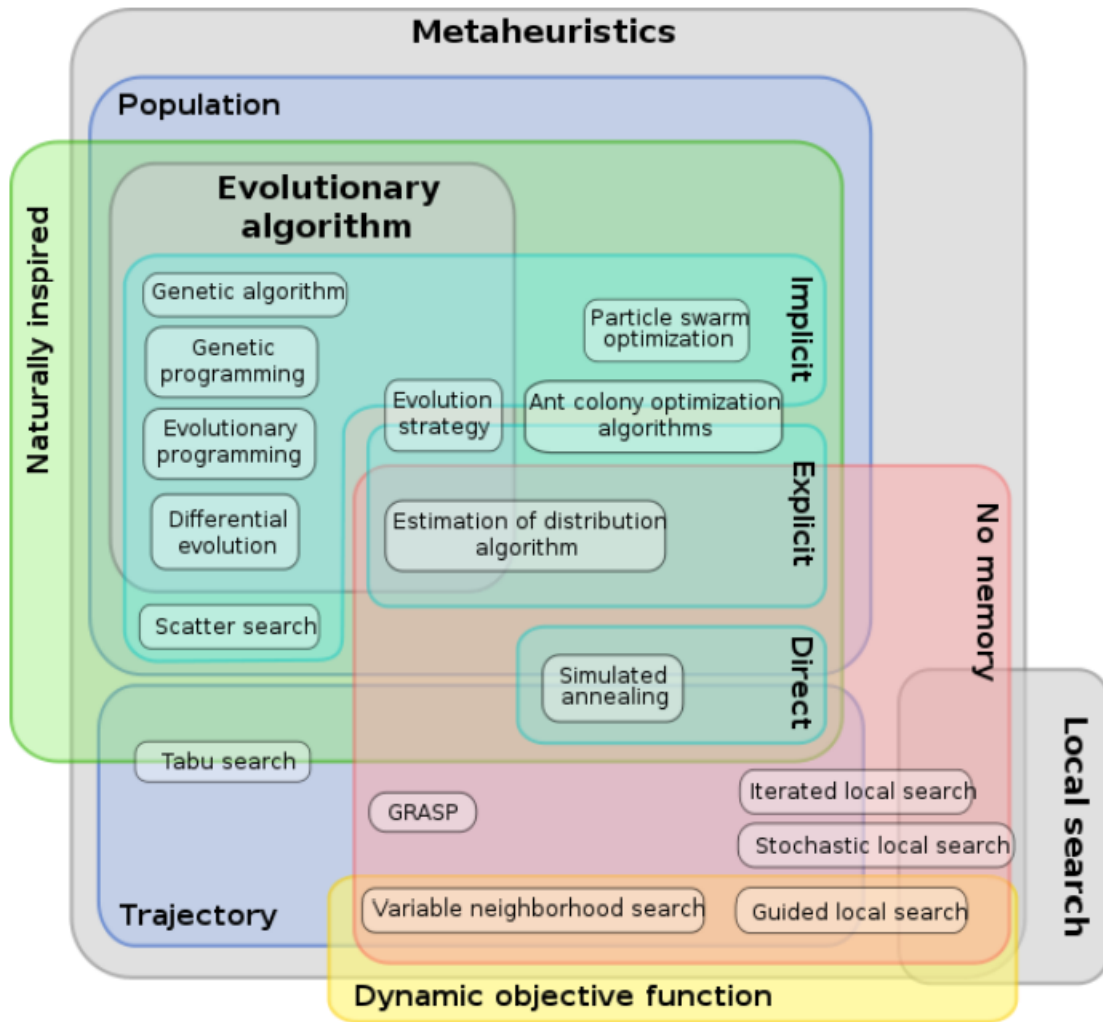 Metaheuristics
Population
Naturally inspired
Evolutionary
algorithm
Genetic algorithm
Genetic
programming
Evolutionary
programming
Differential
evolution
Scatter search
Implicit
Particle swarm
optimization
Evolution
strategy
Ant colony optimization
algorithms
Explicit
Estimation of distribution
algorithm
No memory
Direct
Simulated
annealing
Local search
Tabu search
GRASP
Iterated local search
Stochastic local search
Trajectory
Variable neighborhood search
Guided local search
Dynamic objective function